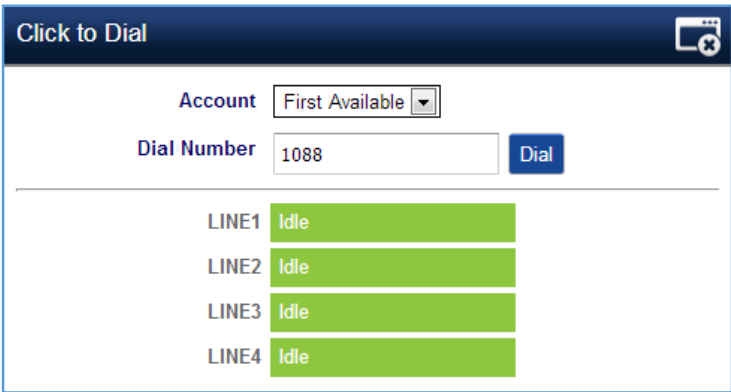 Click to Dial
Account First Available
Dial Number 1088 Dial
LINE1 Idle
LINE2 Idle
LINE3 Idle
LINE4 Idle